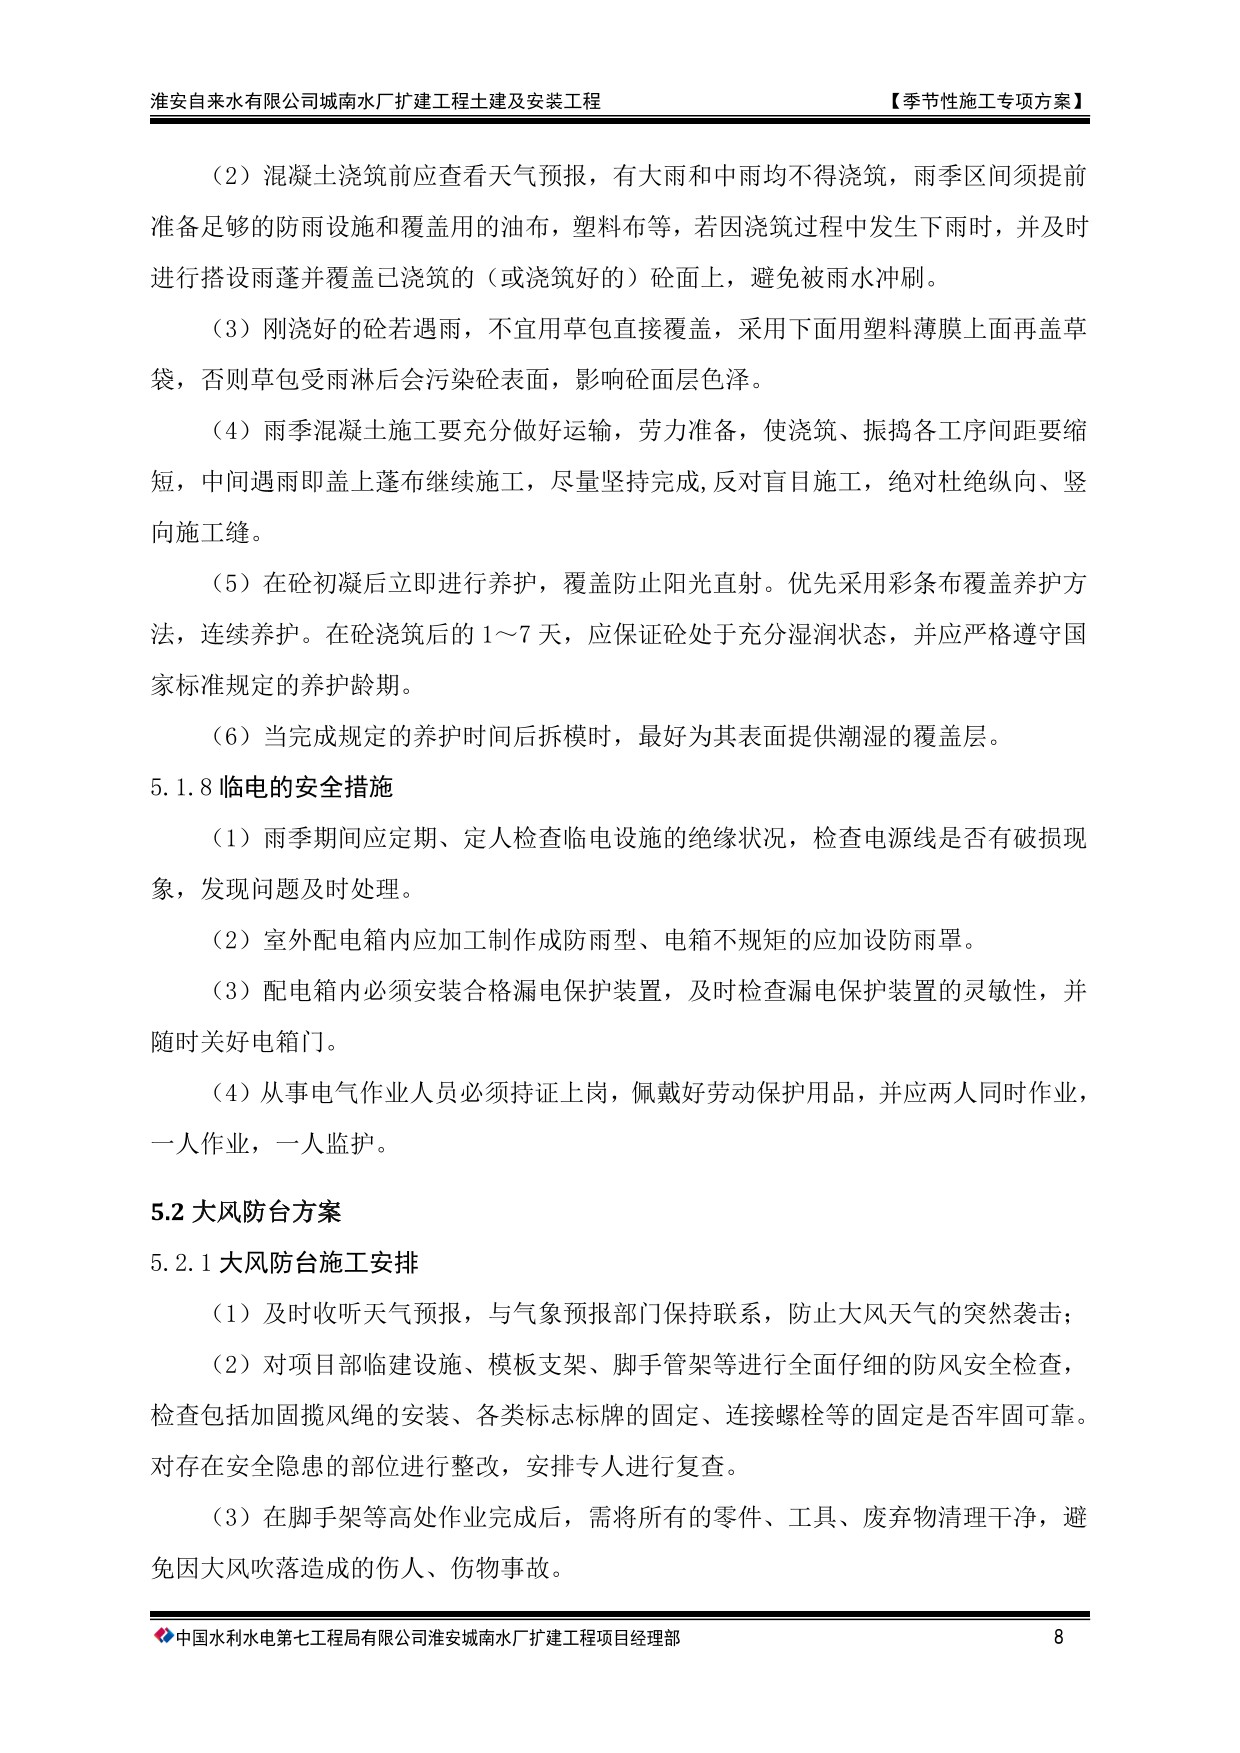 淮安自来水有限公司城南水厂扩建工程土建及安装工程 【季节性施工专项方案】
（2）混凝土浇筑前应查看天气预报，有大雨和中雨均不得浇筑，雨季区间须提前
准备足够的防雨设施和覆盖用的油布，塑料布等，若因浇筑过程中发生下雨时，并及时
进行搭设雨蓬并覆盖已浇筑的（或浇筑好的）砼面上，避免被雨水冲刷。
（3）刚浇好的砼若遇雨，不宜用草包直接覆盖，采用下面用塑料薄膜上面再盖草
袋，否则草包受雨淋后会污染砼表面，影响砼面层色泽。
（4）雨季混凝土施工要充分做好运输，劳力准备，使浇筑、振捣各工序间距要缩
短，中间遇雨即盖上蓬布继续施工，尽量坚持完成,反对盲目施工，绝对杜绝纵向、竖
向施工缝。
（5）在砼初凝后立即进行养护，覆盖防止阳光直射。优先采用彩条布覆盖养护方
法，连续养护。在砼浇筑后的 1～7 天，应保证砼处于充分湿润状态，并应严格遵守国
家标准规定的养护龄期。
（6）当完成规定的养护时间后拆模时，最好为其表面提供潮湿的覆盖层。
5.1.8 临电的安全措施
（1）雨季期间应定期、定人检查临电设施的绝缘状况，检查电源线是否有破损现
象，发现问题及时处理。
（2）室外配电箱内应加工制作成防雨型、电箱不规矩的应加设防雨罩。
（3）配电箱内必须安装合格漏电保护装置，及时检查漏电保护装置的灵敏性，并
随时关好电箱门。
（4）从事电气作业人员必须持证上岗，佩戴好劳动保护用品，并应两人同时作业，
一人作业，一人监护。
5.2 大风防台方案
5.2.1 大风防台施工安排
（1）及时收听天气预报，与气象预报部门保持联系，防止大风天气的突然袭击；
（2）对项目部临建设施、模板支架、脚手管架等进行全面仔细的防风安全检查，
检查包括加固揽风绳的安装、各类标志标牌的固定、连接螺栓等的固定是否牢固可靠。
对存在安全隐患的部位进行整改，安排专人进行复查。
（3）在脚手架等高处作业完成后，需将所有的零件、工具、废弃物清理干净，避
免因大风吹落造成的伤人、伤物事故。
中国水利水电第七工程局有限公司淮安城南水厂扩建工程项目经理部 8